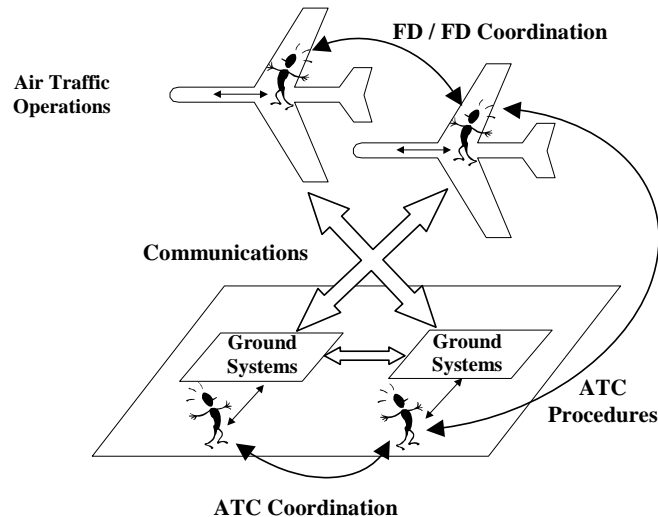 FD / FD Coordination
Air Traffic
Operations
Communications
Ground
Systems
Ground
Systems
ATC
Procedures
ATC Coordination